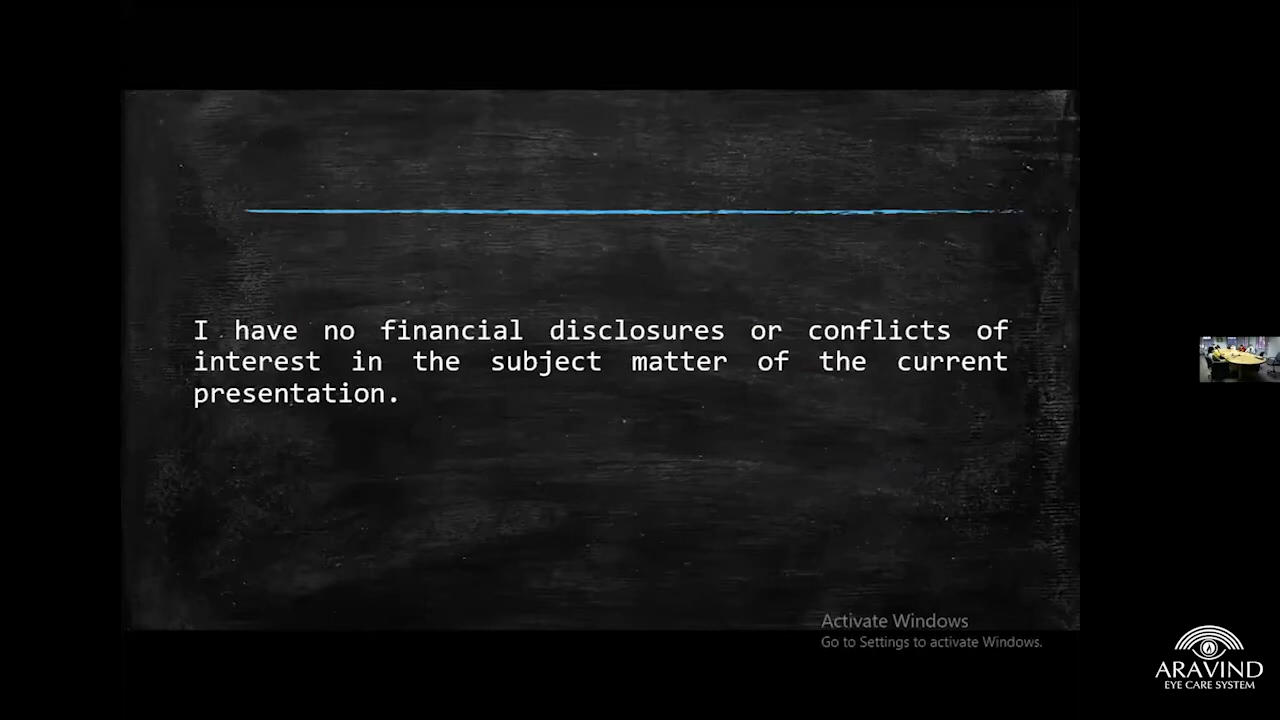 I have no financial disclosures or conflicts of
interest in the subject matter of the current
presentation.
Activate Windows
Go to Settings to activate Windows.
ARAVIND
EYE CARE SYSTEM